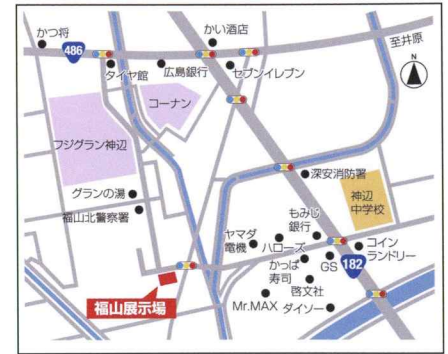 かつ将
486
かい酒店
至井原
タイヤ館
広島銀行
セブンイレブン
N
コーナン
フジグラン神辺
深安消防署
グランの湯
神辺
中学校
福山北警察署
もみじ
銀行
ヤマダ
電機
ハローズ
コイン
ランドリー
かっぱ
寿司
GS
182
啓文社
福山展示場
Mr.MAX
ダイソー